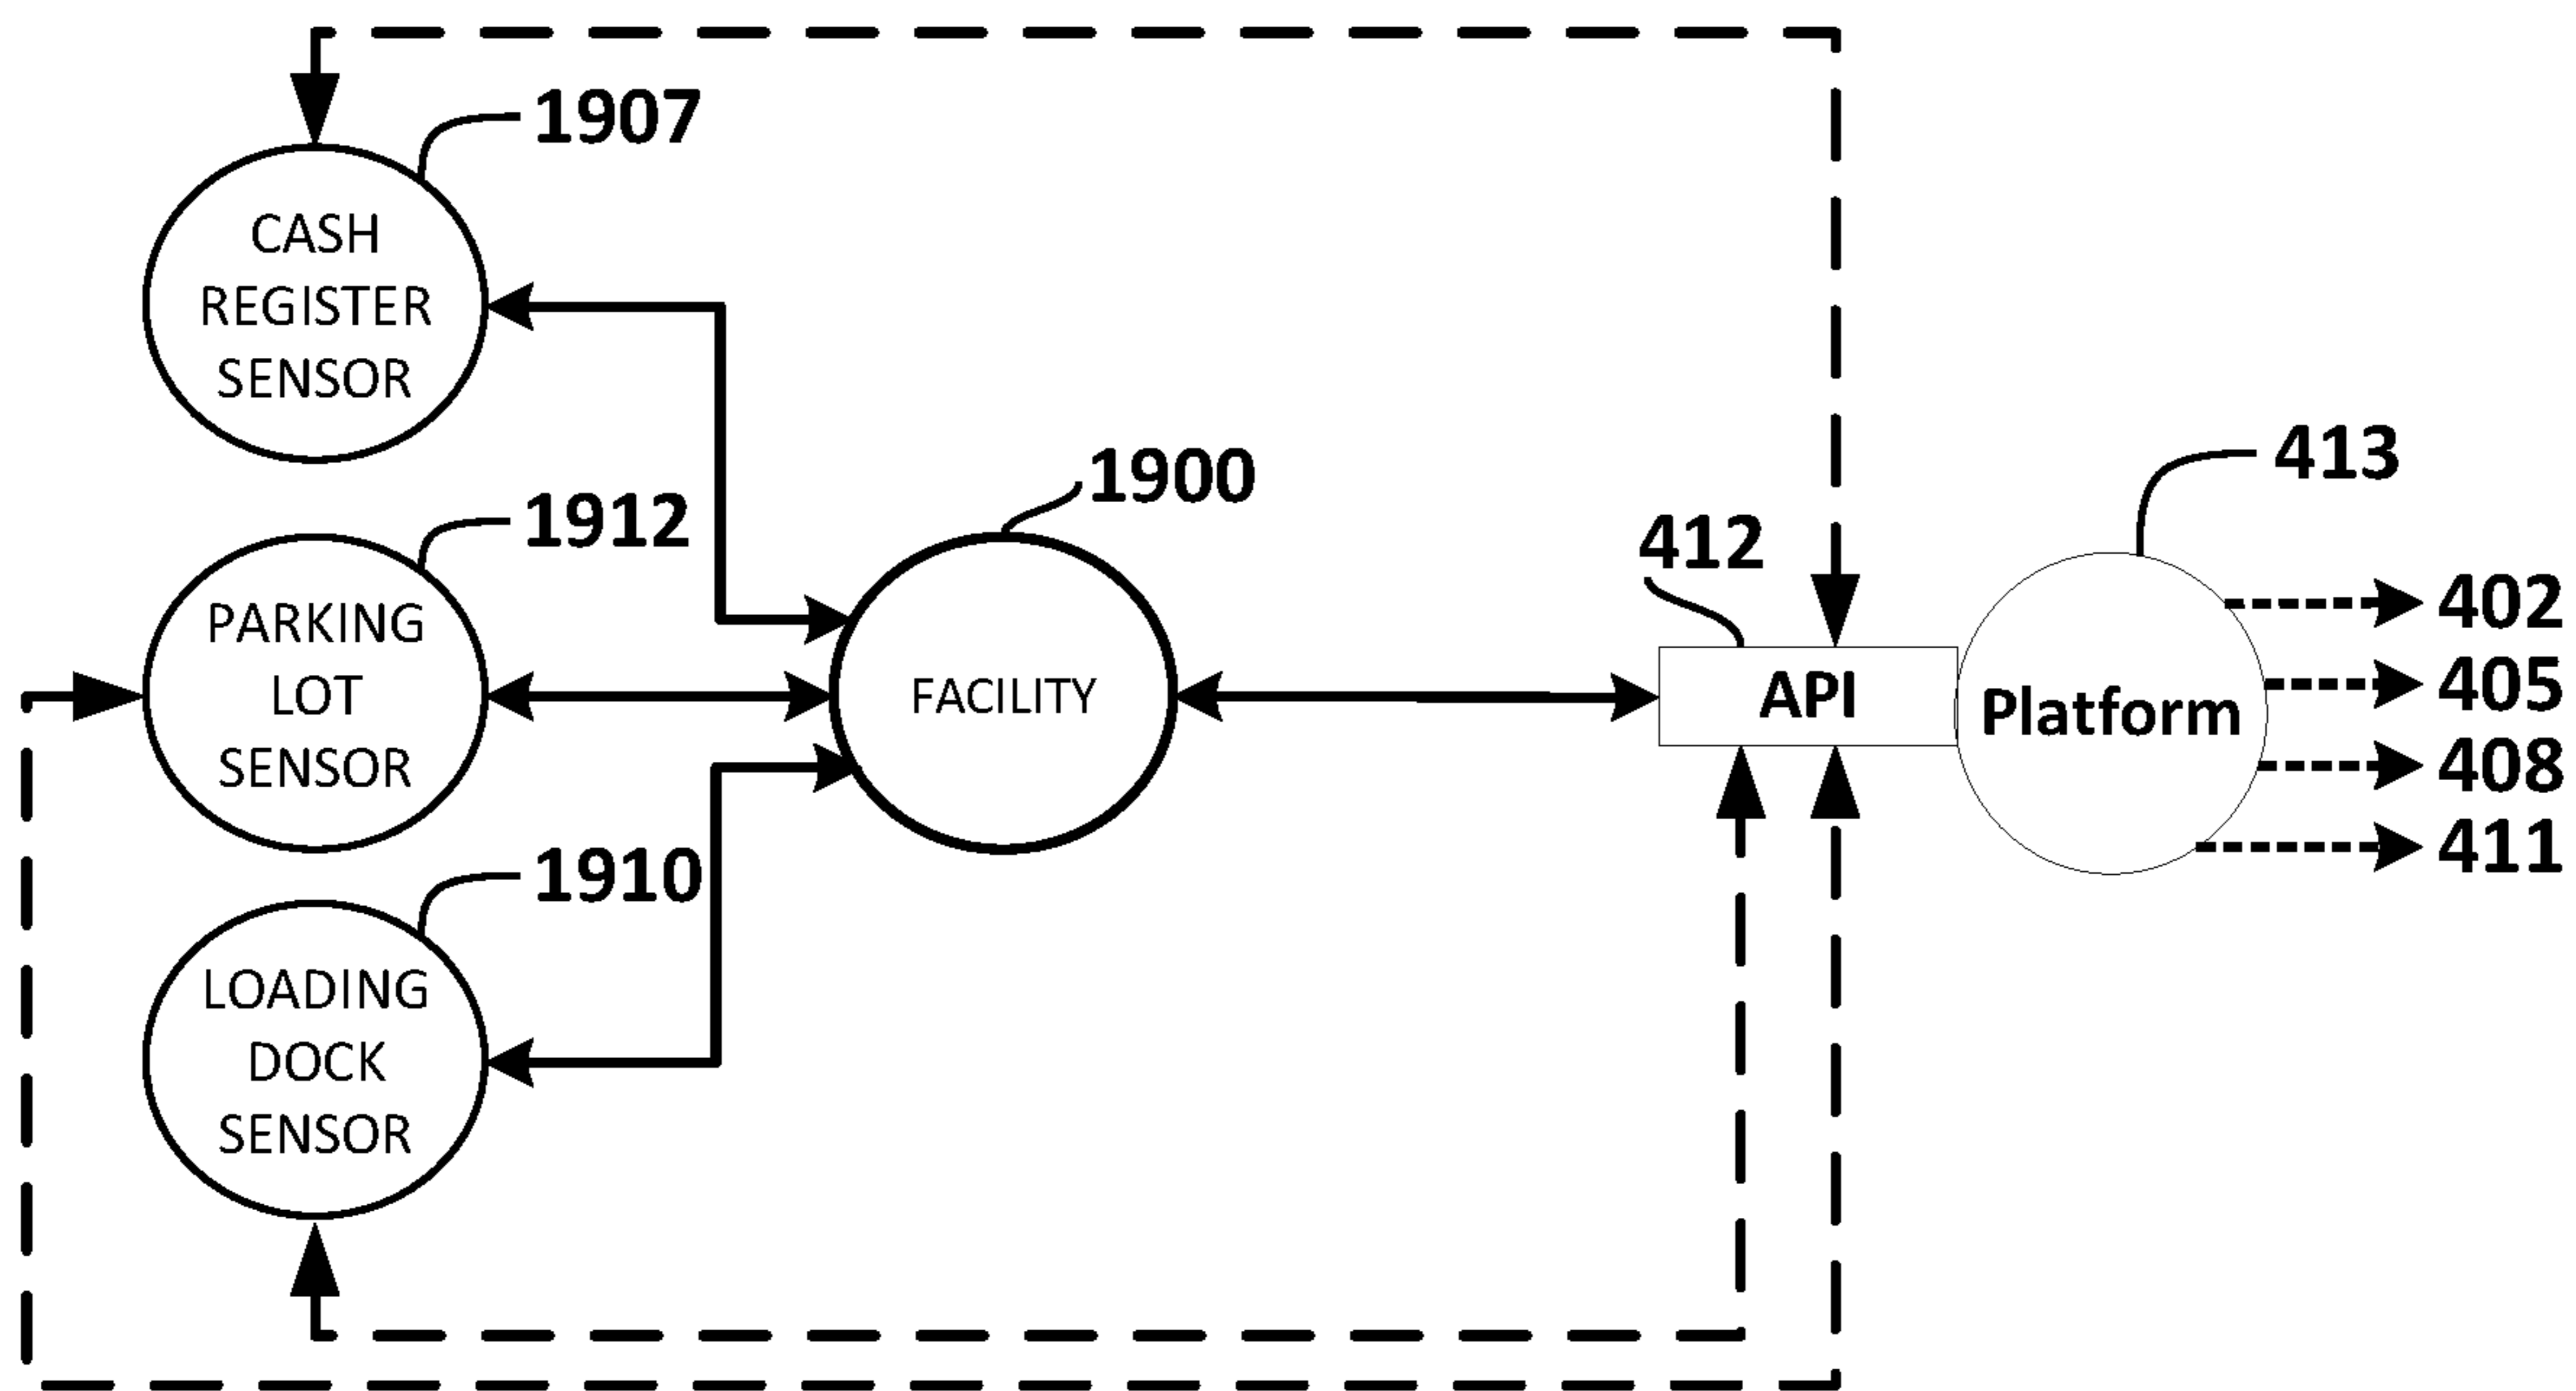 1907
CASH
REGISTER
SENSOR
1912
PARKING
LOT
SENSOR
1910
LOADING
DOCK
SENSOR
1900
FACILITY
412
API
413
Platform
402
405
408
411